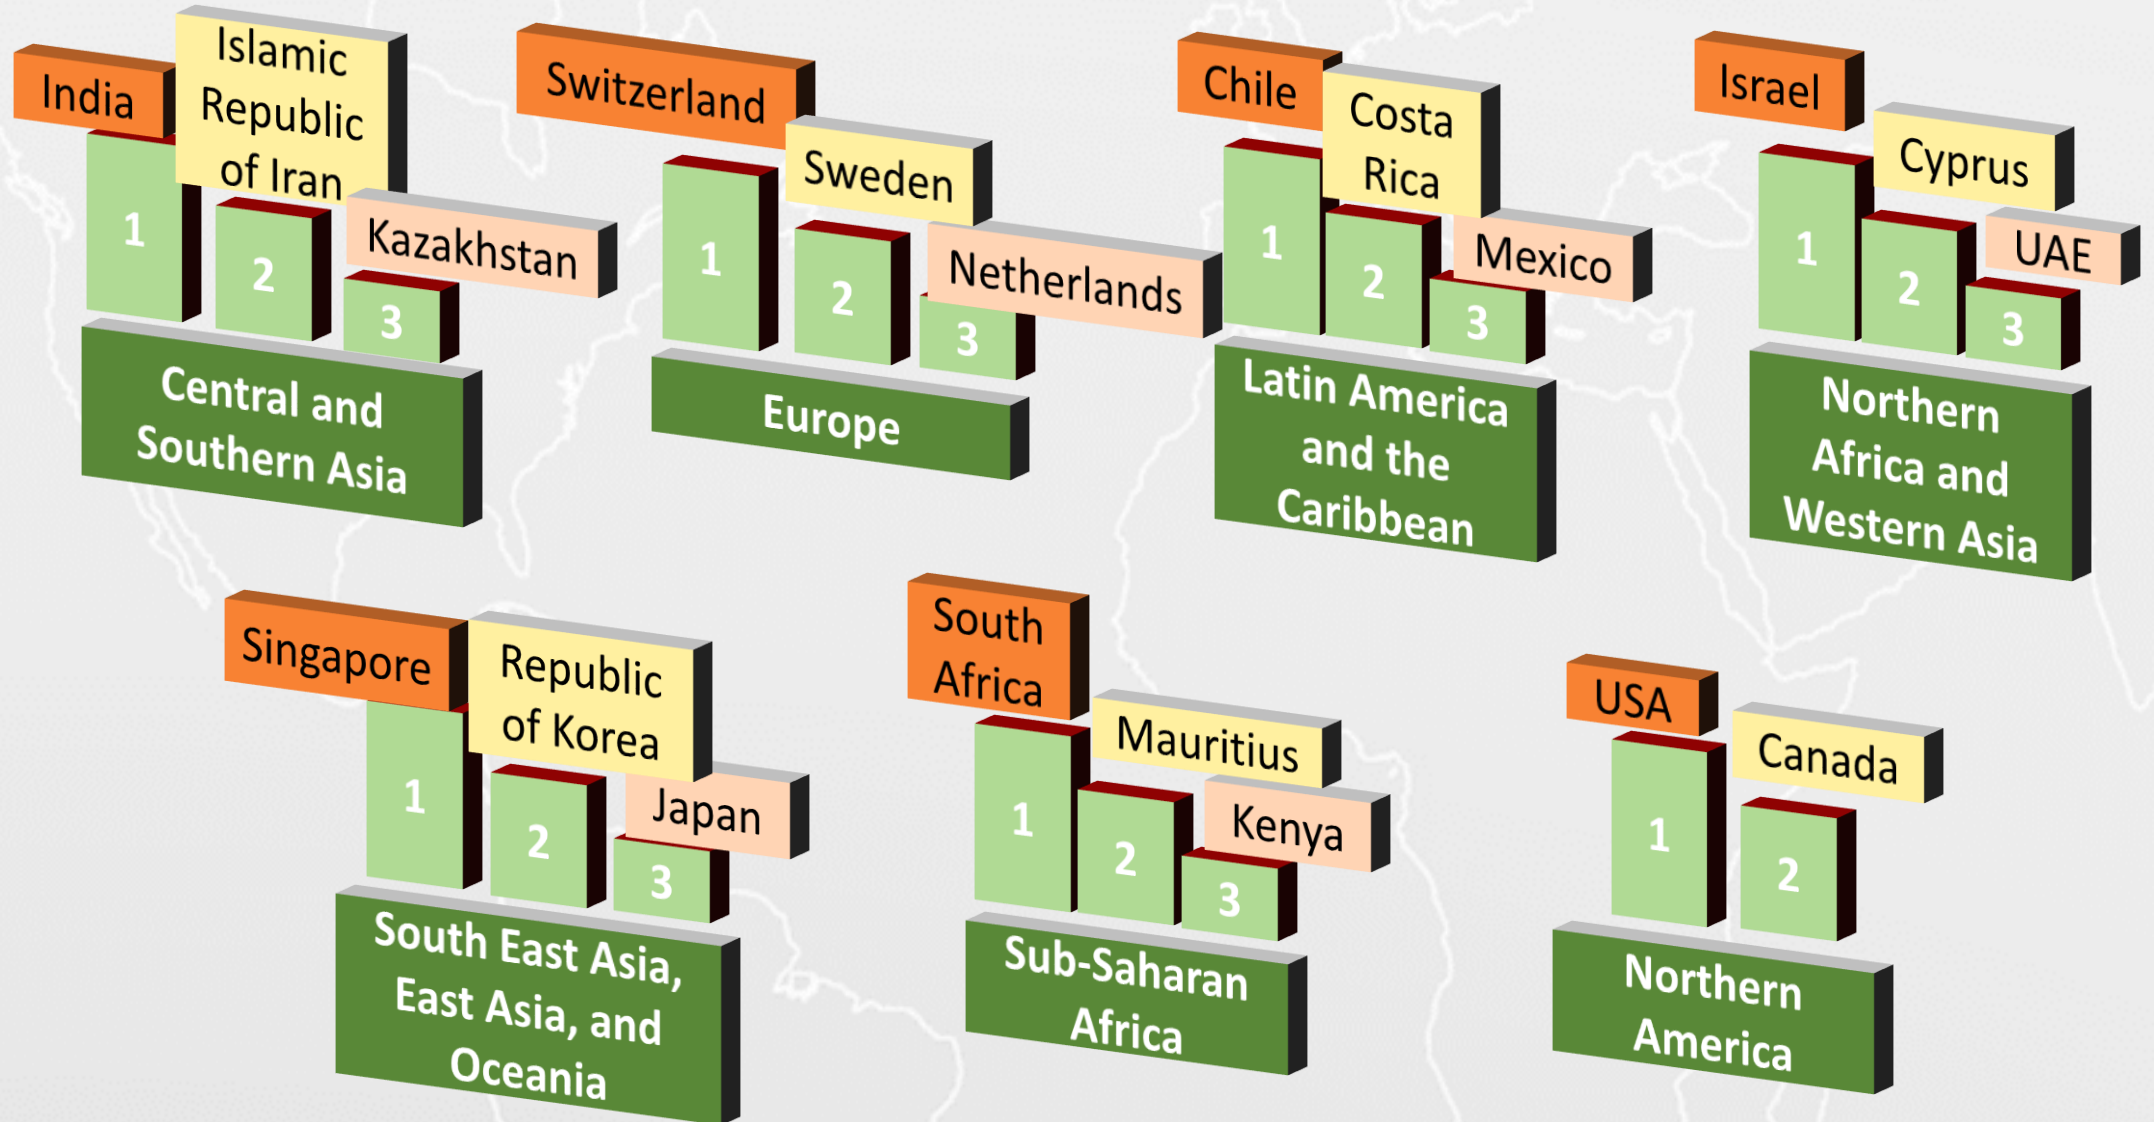 India
1
Islamic
Republic
of Iran
2
Kazakhstan
3
Central and
Southern Asia
Switzerland
1
Sweden
2
Netherlands
3
Europe
Chile
1
Costa
Rica
2
Mexico
3
Latin America
and the
Caribbean
Israel
1
Cyprus
2
UAE
3
Northern
Africa and
Western Asia
Singapore
1
Republic
of Korea
2
Japan
3
South East Asia,
East Asia, and
Oceania
South
Africa
1
Mauritius
2
Kenya
3
Sub-Saharan
Africa
USA
1
Canada
2
Northern
America